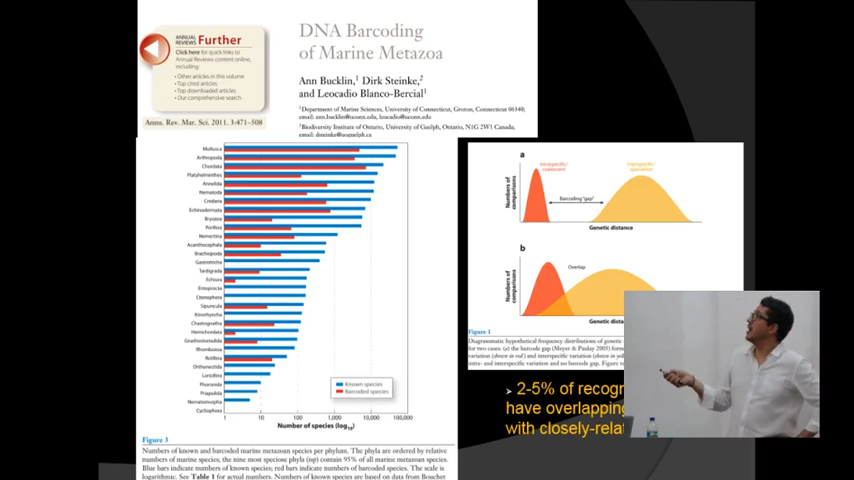 ANNUAL
REVIEWS Further
Click here for quick links to
Annual Reviews content online,
including:
• Other articles in this volume
• Top cited articles
• Top downloaded articles
• Our comprehensive search
Annu. Rev. Mar. Sci. 2011. 3:471–508
DNA Barcoding
of Marine Metazoa
Ann Bucklin,1 Dirk Steinke,2
and Leocadio Blanco-Bercial1
1Department of Marine Sciences, University of Connecticut, Groton, Connecticut 06340;
email: ann.bucklin@uconn.edu, leocadio@uconn.edu
2Biodiversity Institute of Ontario, University of Guelph, Ontario, N1G 2W1 Canada;
email: dsteinke@uoguelph.ca
Mollusca
Arthropoda
Chordata
Platyhelminthes
Annelida
Nematoda
Cnidaria
Echinodermata
Bryozoa
Porifera
Nemertina
Acanthocephala
Brachiopoda
Gastrotricha
Tardigrada
Echiura
Entoprocta
Ctenophora
Sipuncula
Kinorhyncha
Chaetognatha
Hemichordata
Gnathostomulida
Rhombozoa
Rotifera
Orthonectida
Loricifera
Phoronida
Priapulida
Nematomorpha
Cycliophora
Known species
Barcoded species
1 10 100 1,000 10,000 100,000
Number of species (log10)
Figure 3
Numbers of known and barcoded marine metazoan species per phylum. The phyla are ordered by relative
numbers of marine species; the nine most speciose phyla (top) contain 95% of all marine metazoan species.
Blue bars indicate numbers of known species; red bars indicate numbers of barcoded species. The scale is
logarithmic. See Table 1 for actual numbers. Numbers of known species are based on data from Bouchet
a
Intraspecific/
coalescent
Interspecific/
speciation
Barcoding "gap"
Numbers of
comparisons
Genetic distance
b
Overlap
Numbers of
comparisons
Genetic dista
Figure 1
Diagrammatic hypothetical frequency distributions of genetic
for two cases: (a) the barcode gap (Meyer & Paulay 2005) form
variation (shown in red) and interspecific variation (shown in yel
intra- and interspecific variation and no barcode gap. Figure
2-5% of recogn
have overlapping
with closely-rela